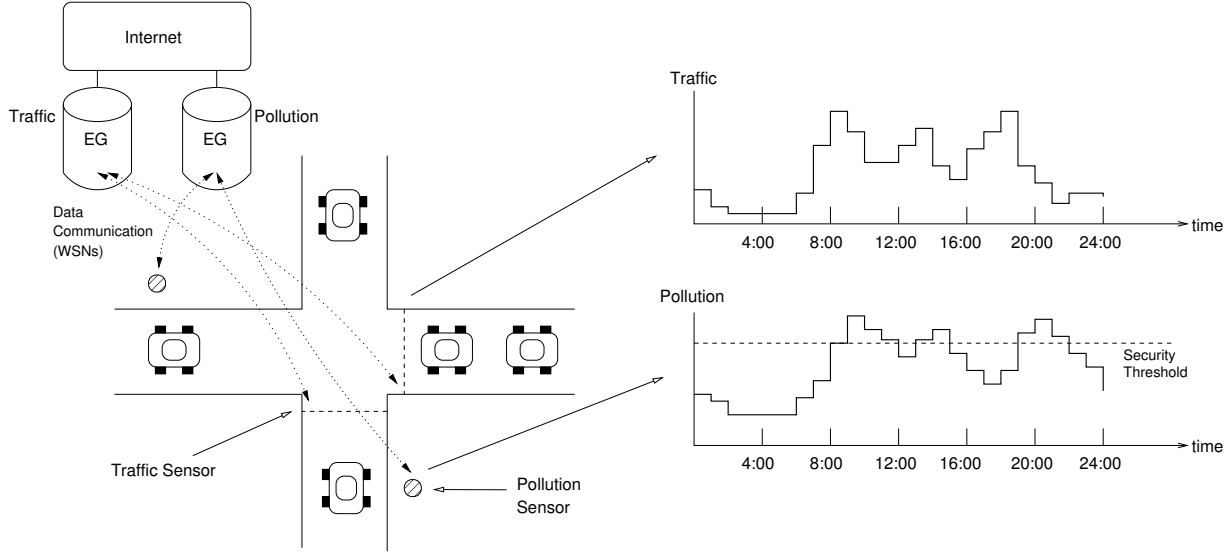 Internet
Traffic
EG
EG
Pollution
Data
Communication
(WSNs)
Traffic Sensor
Pollution
Sensor
Traffic
time
4:00
8:00
12:00
16:00
20:00
24:00
Pollution
Security
Threshold
time
4:00
8:00
12:00
16:00
20:00
24:00